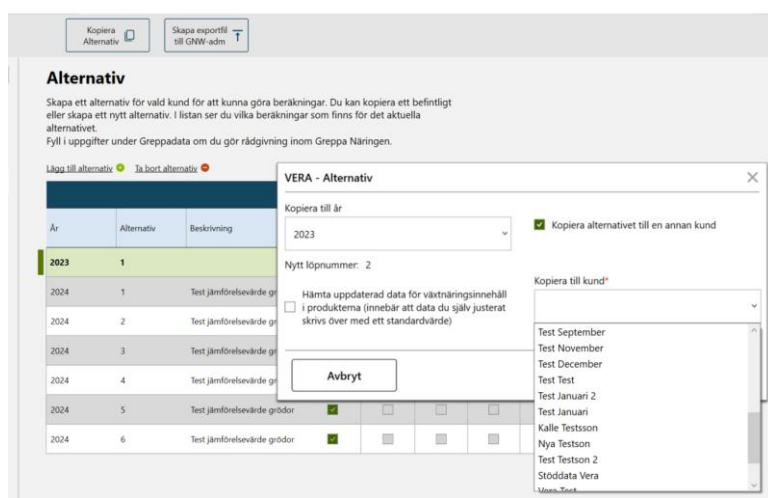 Kopiera
Alternativ
Skapa exportfil
till GNW-adm
Alternativ
Skapa ett alternativ för vald kund för att kunna göra beräkningar. Du kan kopiera ett befintligt
eller skapa ett nytt alternativ. I listan ser du vilka beräkningar som finns för det aktuella
alternativet.
Fyll i uppgifter under Greppadata om du gör rådgivning inom Greppa Näringen.
Lägg till alternativ Ta bort alternativ
År Alternativ Beskrivning
2023 1
2024 1 Test jämförelsevärde gr
2024 2 Test jämförelsevärde gr
2024 3 Test jämförelsevärde gr
2024 4 Test jämförelsevärde gr
2024 5 Test jämförelsevärde grödor
2024 6 Test jämförelsevärde grödor
VERA - Alternativ
Kopiera till år
2023
Kopiera alternativet till en annan kund
Nytt löpnummer: 2
Hämta uppdaterad data för växtnäringsinnehåll
i produkterna (innebär att data du själv justerat
skrivs över med ett standardvärde)
Kopiera till kund*
Avbryt
Test September
Test November
Test December
Test Test
Test Januari 2
Test Januari
Kalle Testsson
Nya Testson
Test Testson 2
Stöddata Vera
Vera Test